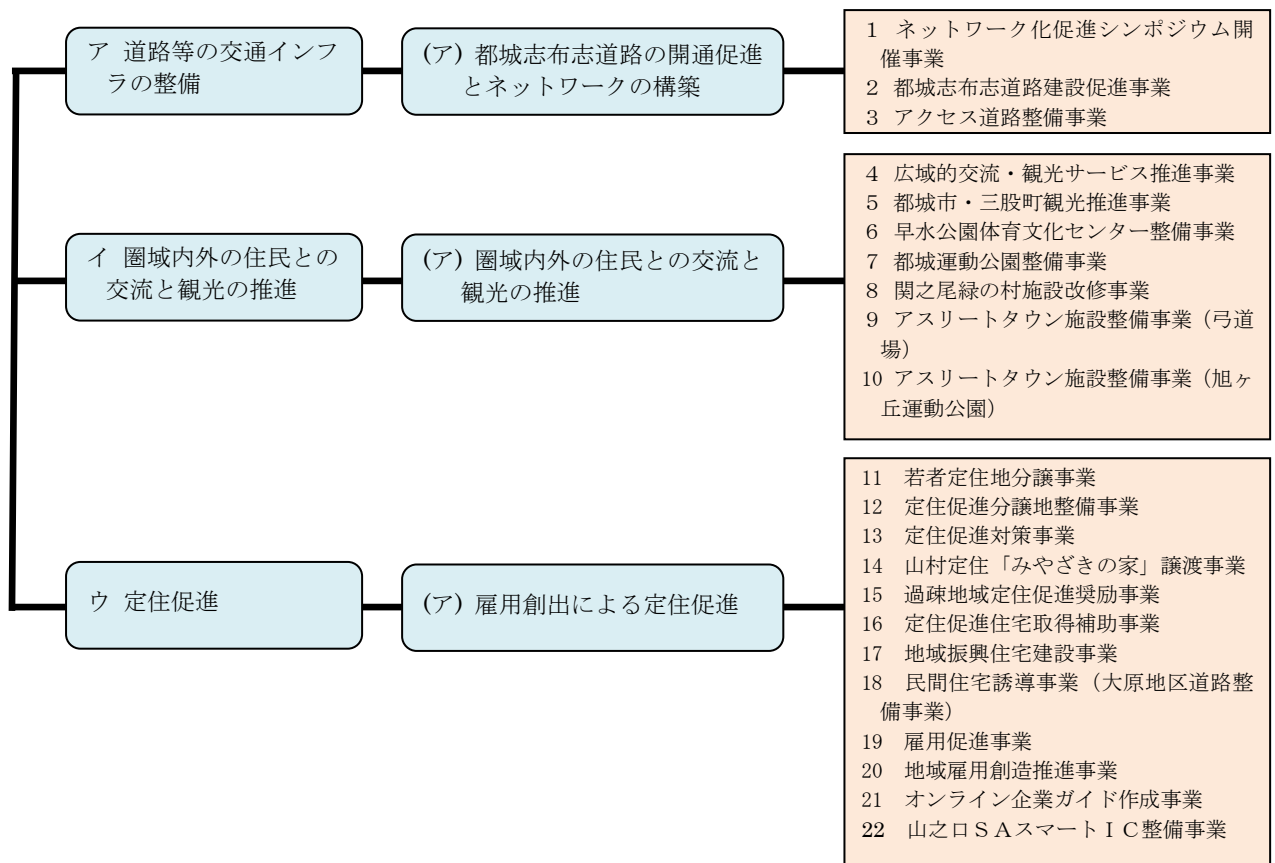 ア 道路等の交通インフ
ラの整備
(ア) 都城志布志道路の開通促進
とネットワークの構築
1 ネットワーク化促進シンポジウム開
催事業
2 都城志布志道路建設促進事業
3 アクセス道路整備事業
イ 圏域内外の住民との
交流と観光の推進
(ア) 圏域内外の住民との交流と
観光の推進
4 広域的交流・観光サービス推進事業
5 都城市・三股町観光推進事業
6 早水公園体育文化センター整備事業
7 都城運動公園整備事業
8 関之尾緑の村施設改修事業
9 アスリートタウン施設整備事業（弓道
場）
10 アスリートタウン施設整備事業（旭ヶ
丘運動公園）
ウ 定住促進
(ア) 雇用創出による定住促進
11 若者定住地分譲事業
12 定住促進分譲地整備事業
13 定住促進対策事業
14 山村定住「みやざきの家」譲渡事業
15 過疎地域定住促進奨励事業
16 定住促進住宅取得補助事業
17 地域振興住宅建設事業
18 民間住宅誘導事業（大原地区道路整
備事業）
19 雇用促進事業
20 地域雇用創造推進事業
21 オンライン企業ガイド作成事業
22 山之口ＳＡスマートＩＣ整備事業